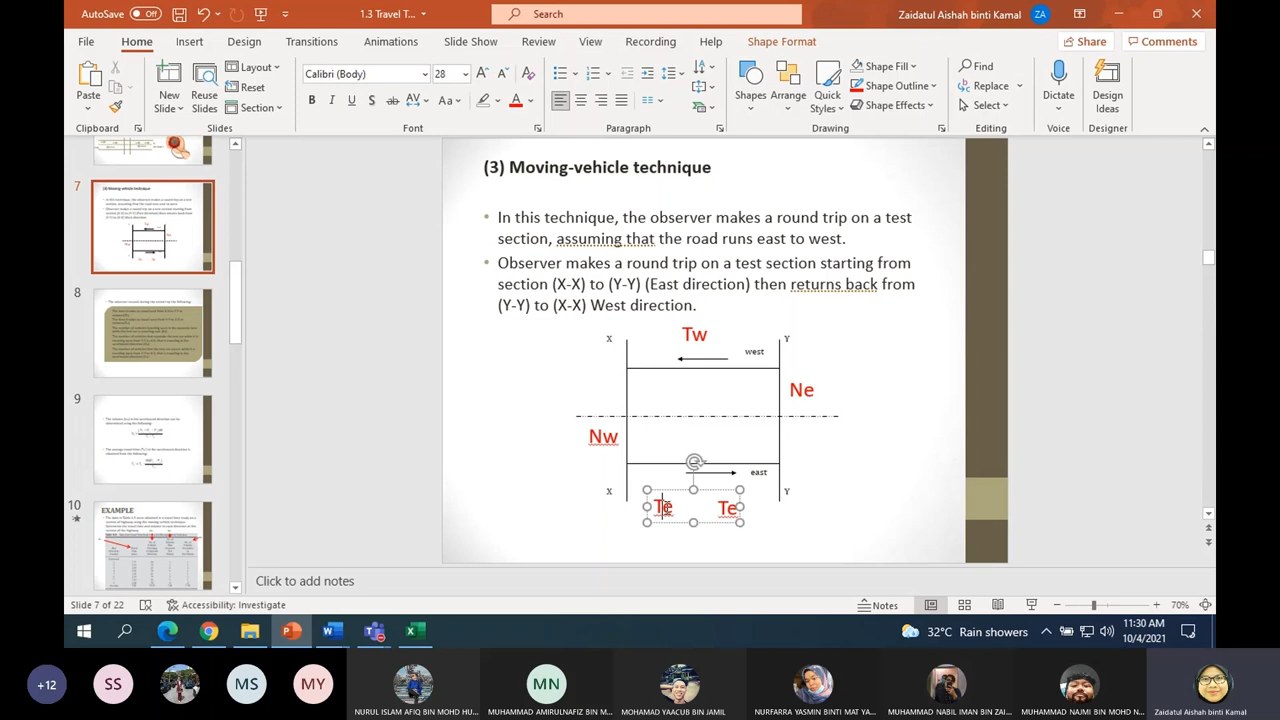 AutoSave Off 1.3 Travel T... Search Zaidatul Aishah binti Kamal ZA
File Home Insert Design Transitions Animations Slide Show Review View Recording Help Shape Format Share Comments
Paste New Slide Reuse Slides Layout Reset Section Calibri (Body) 28 Shapes Arrange Quick Styles Shape Fill Shape Outline Shape Effects Find Replace Select Dictate Design Ideas
Clipboard Slides Font Paragraph Drawing Editing Voice Designer
7
8
9
10
EXAMPLE
(3) Moving-vehicle technique
• In this technique, the observer makes a round trip on a test
section, assuming that the road runs east to west.
• Observer makes a round trip on a test section starting from
section (X-X) to (Y-Y) (East direction) then returns back from
(Y-Y) to (X-X) West direction.
Tw
X Y
west
Ne
Nw
east
X Y
Te Te
Click to add notes
Slide 7 of 22 Accessibility: Investigate Notes 70%
32°C Rain showers 11:30 AM
10/4/2021
+12 SS MS MY MN
NURUL ISLAM AFIQ BIN MOHD HU... MUHAMMAD AMIRULNAFIZ BIN M... MOHAMAD YAACUB BIN JAMIL NURFARRA YASMIN BINTI MAT YA... MUHAMMAD NABIL IMAN BIN ZAI... MUHAMMAD NAJMI BIN MOHD N... Zaidatul Aishah binti Kamal